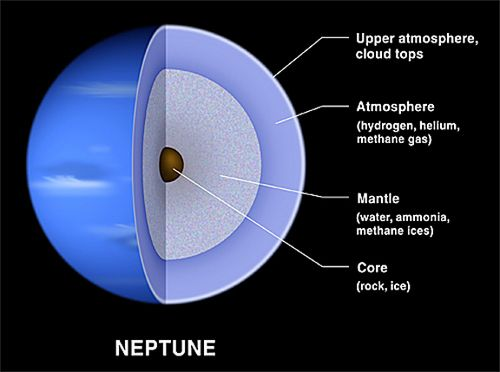 Upper atmosphere,
cloud tops
Atmosphere
(hydrogen, helium,
methane gas)
Mantle
(water, ammonia,
methane ices)
Core
(rock, ice)
NEPTUNE